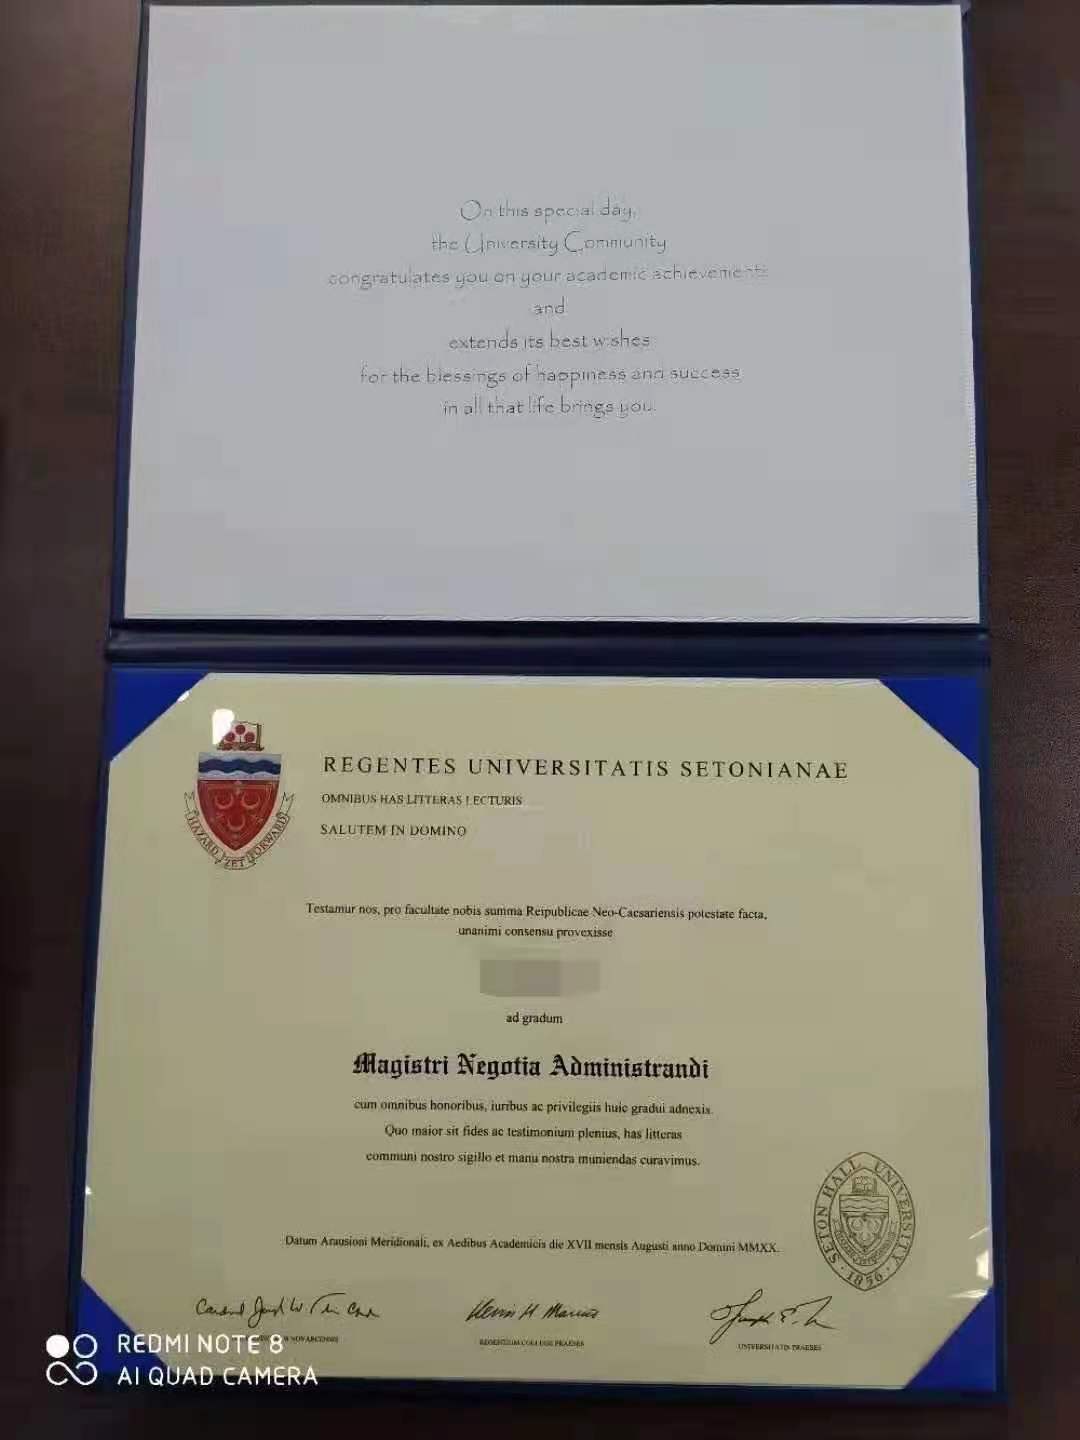 On this special day,
the University Community
congratulates you on your academic achievements
and
extends its best wishes
for the blessings of happiness and success
in all that life brings you.
REGENTES UNIVERSITATIS SETONIANAE
OMNIBUS HAS LITTERAS LECTURIS
SALUTEM IN DOMINO
HAZARD ZET FORWARD
Testamur nos, pro facultate nobis summa Reipublicae Neo-Caesariensis potestate facta,
unanimi consensu provexisse
ad gradum
Magistri Negotia Administrandi
cum omnibus honoribus, iuribus ac privilegiis huic gradui adnexis.
Quo maior sit fides ac testimonium plenius, has litteras
communi nostro sigillo et manu nostra muniendas curavimus.
SETON HALL UNIVERSITY
1856
Datum Arausioni Meridionali, ex Aedibus Academicis die XVII mensis Augusti anno Domini MMXX.
UNIVERSITATIS PRAESES
REDMI NOTE 8
AI QUAD CAMERA